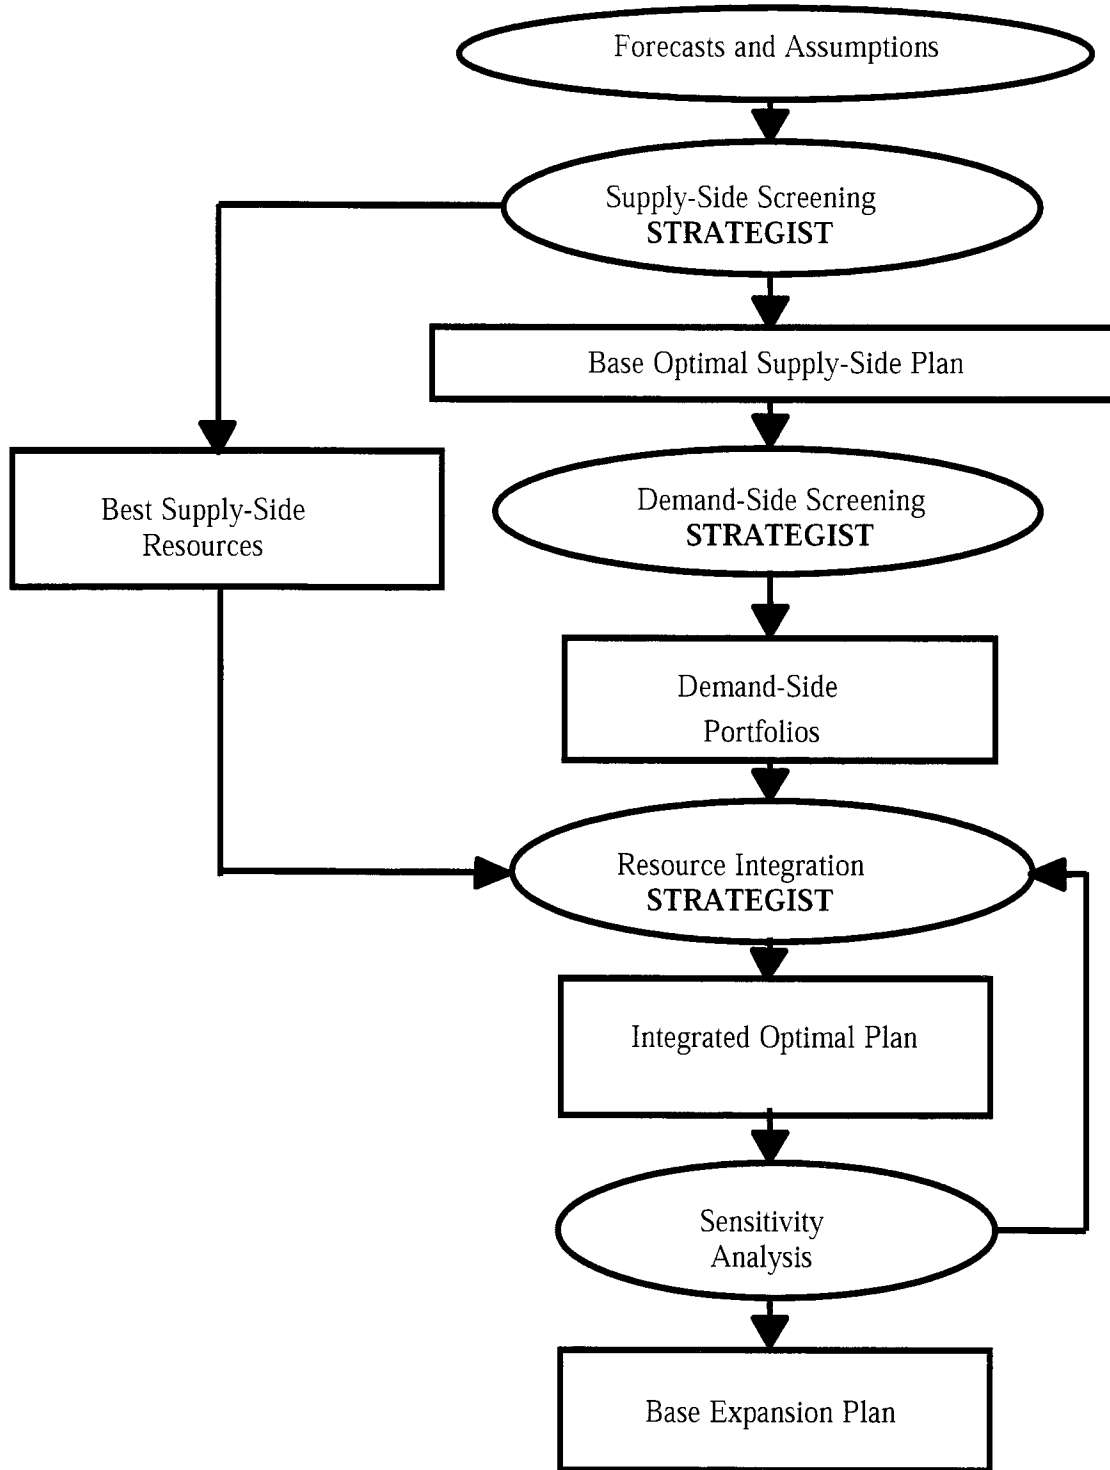 Forecasts and Assumptions
Supply-Side Screening
STRATEGIST
Base Optimal Supply-Side Plan
Best Supply-Side
Resources
Demand-Side Screening
STRATEGIST
Demand-Side
Portfolios
Resource Integration
STRATEGIST
Integrated Optimal Plan
Sensitivity
Analysis
Base Expansion Plan